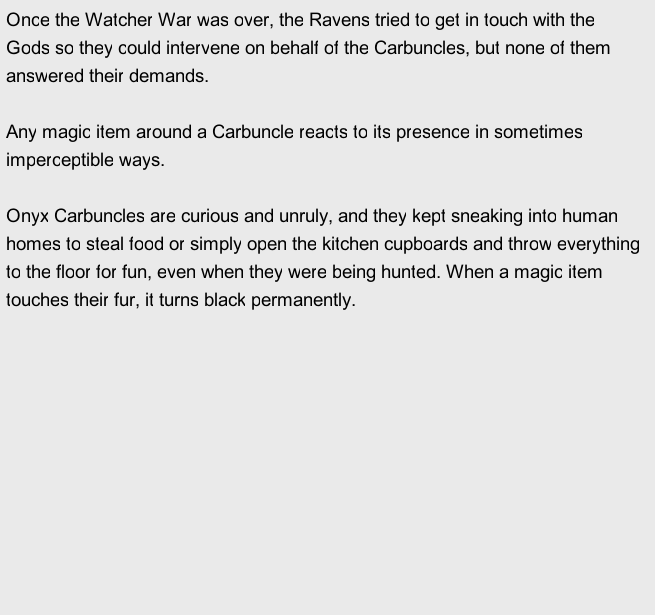 Once the Watcher War was over, the Ravens tried to get in touch with the
Gods so they could intervene on behalf of the Carbuncles, but none of them
answered their demands.
Any magic item around a Carbuncle reacts to its presence in sometimes
imperceptible ways.
Onyx Carbuncles are curious and unruly, and they kept sneaking into human
homes to steal food or simply open the kitchen cupboards and throw everything
to the floor for fun, even when they were being hunted. When a magic item
touches their fur, it turns black permanently.